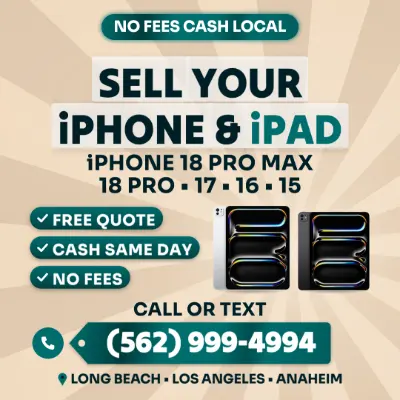 NO FEES CASH LOCAL
SELL YOUR
iPHONE & iPAD
iPHONE 18 PRO MAX
18 PRO • 17 • 16 • 15
FREE QUOTE
CASH SAME DAY
NO FEES
CALL OR TEXT
(562) 999-4994
LONG BEACH • LOS ANGELES • ANAHEIM